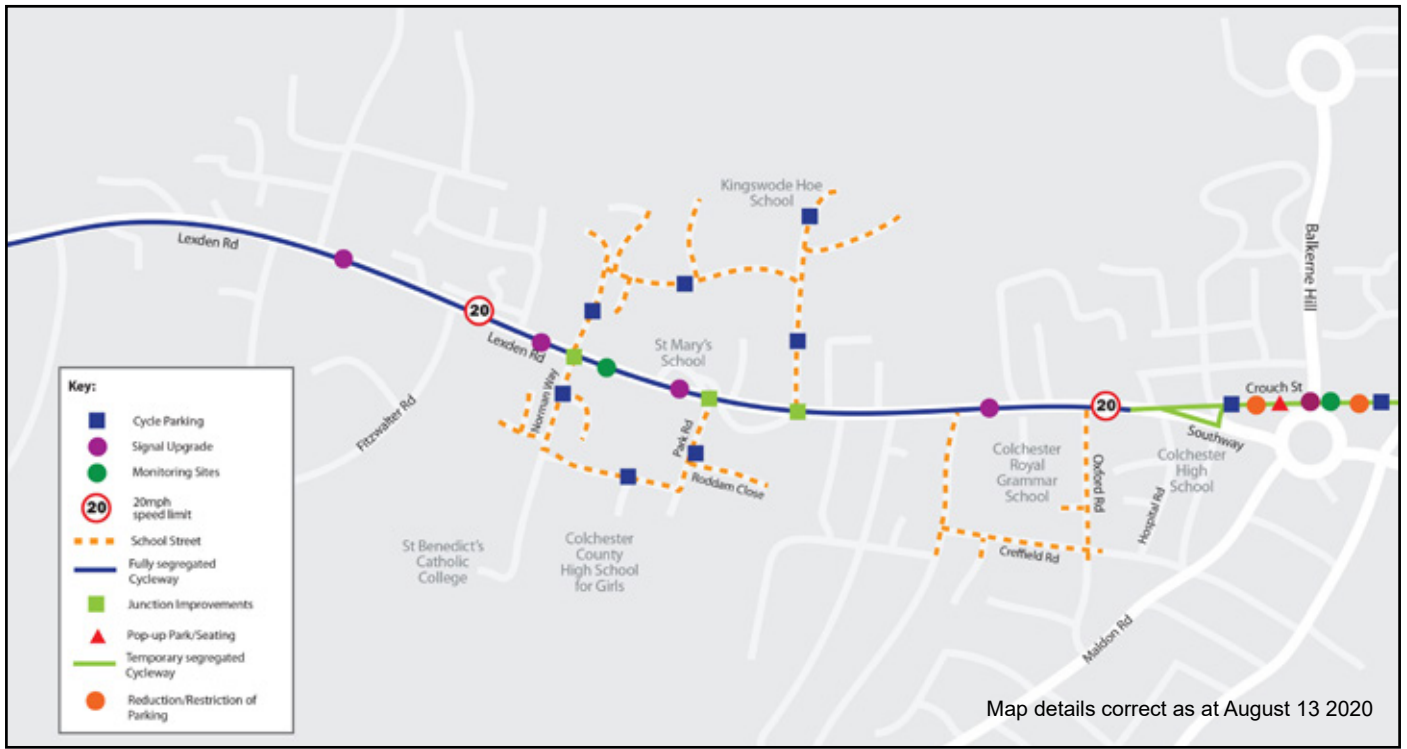 Kingswode Hoe
School
Lexden Rd
Balkerne Hill
20
Lexden Rd
St Mary's
School
Norman Way
Fitzwalter Rd
Park Rd
Roddam Close
20
Crouch St
Southway
Colchester
Royal
Grammar
School
Oxford Rd
Colchester
High
School
Hospital Rd
Creffield Rd
St Benedict's
Catholic
College
Colchester
County
High School
for Girls
Maldon Rd
Key:
Cycle Parking
Signal Upgrade
Monitoring Sites
20
20mph
speed limit
School Street
Fully segregated
Cycleway
Junction Improvements
Pop-up Park/Seating
Temporary segregated
Cycleway
Reduction/Restriction of
Parking
Map details correct as at August 13 2020